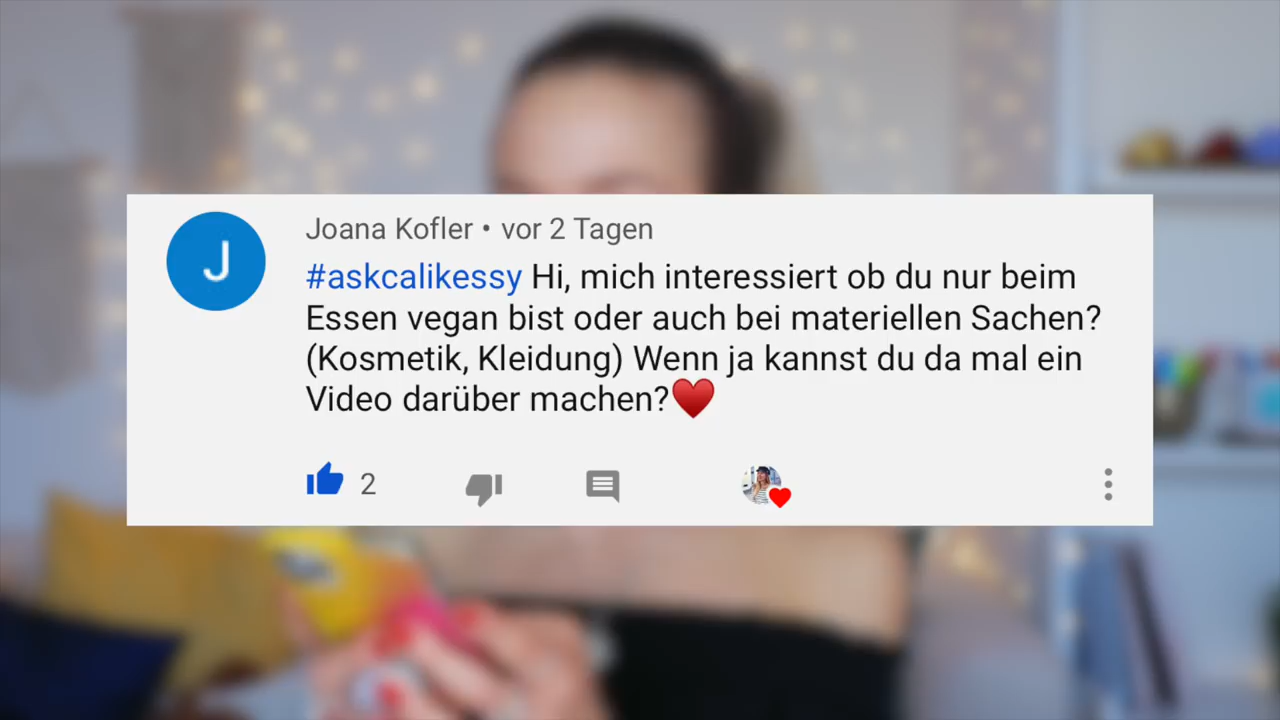 J
Joana Kofler • vor 2 Tagen
#askcalikessy Hi, mich interessiert ob du nur beim
Essen vegan bist oder auch bei materiellen Sachen?
(Kosmetik, Kleidung) Wenn ja kannst du da mal ein
Video darüber machen?♥️
2